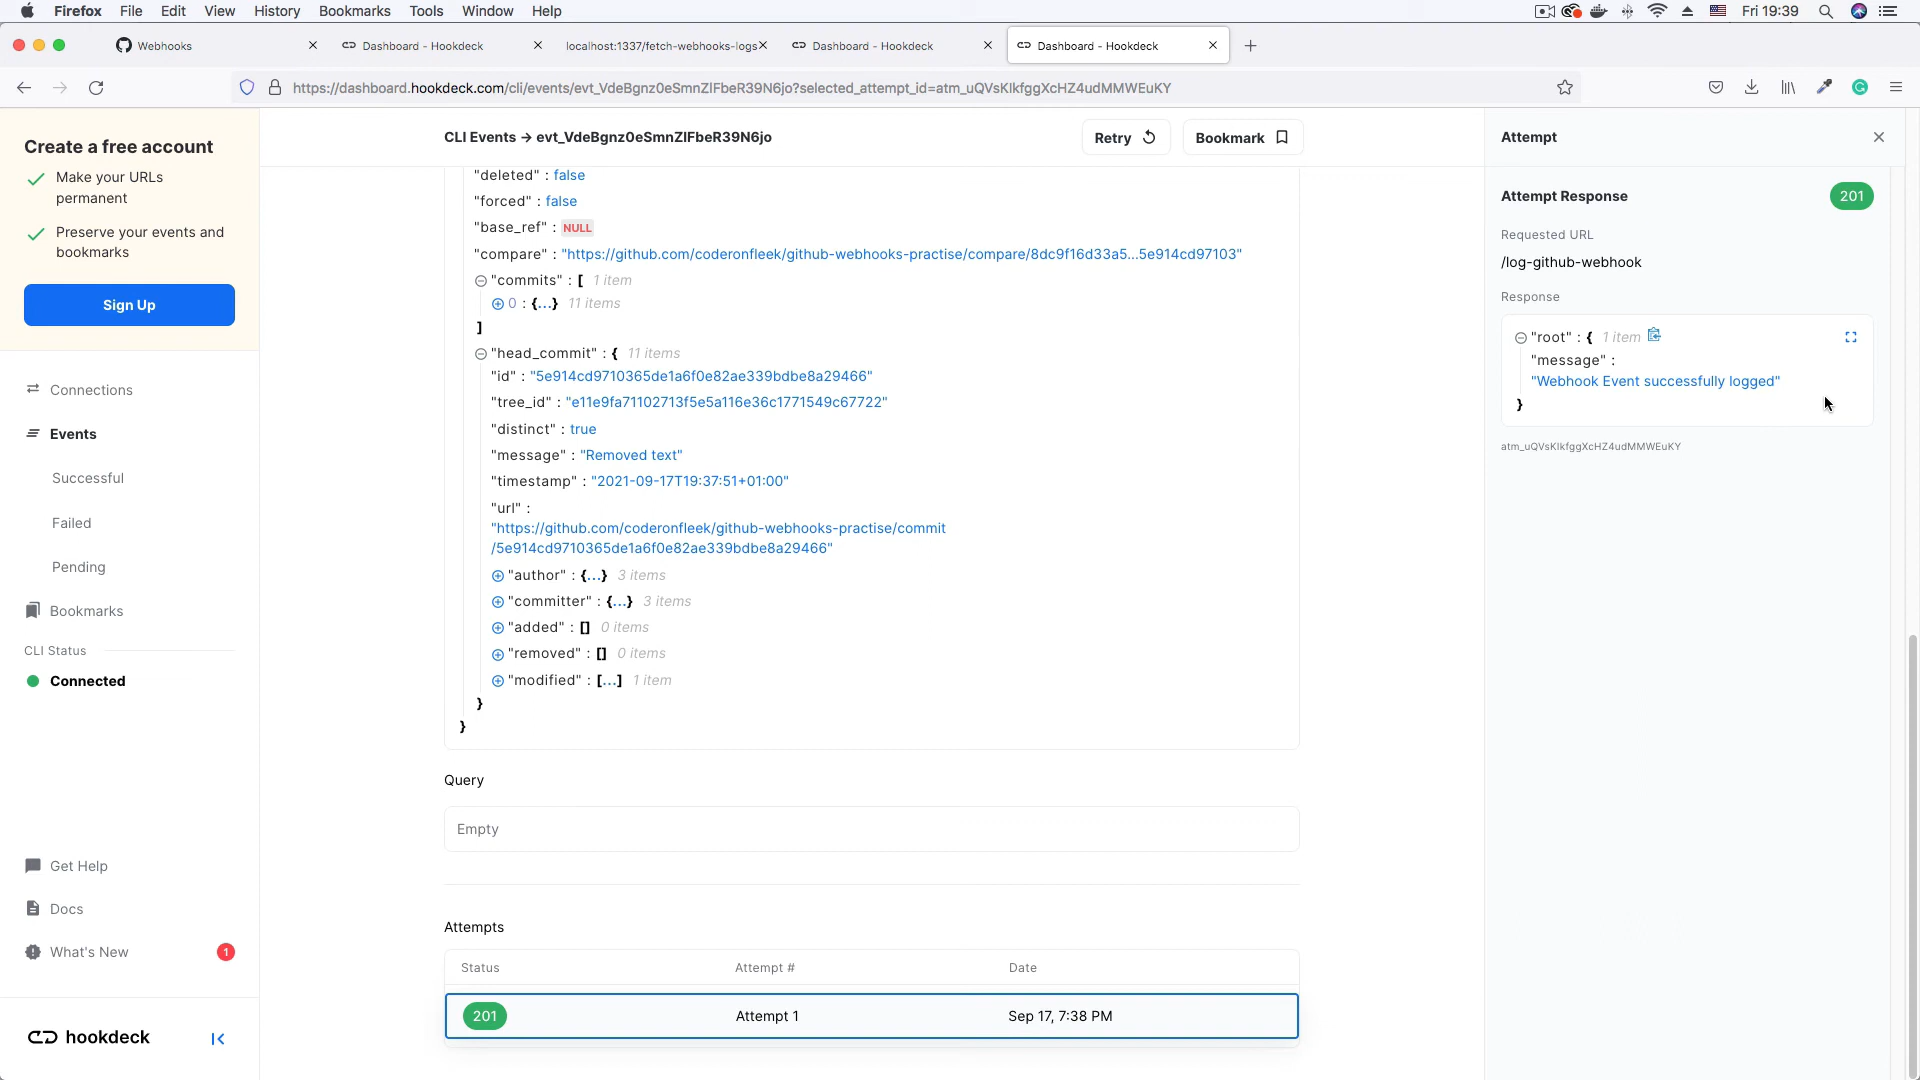 Firefox File Edit View History Bookmarks Tools Window Help Fri 19:39
Webhooks
Dashboard - Hookdeck
localhost:1337/fetch-webhooks-logs
Dashboard - Hookdeck
Dashboard - Hookdeck
https://dashboard.hookdeck.com/cli/events/evt_VdeBgnz0eSmnZlFbeR39N6jo?selected_attempt_id=atm_uQVsKlkfggXcHZ4udMMWEuKY
Create a free account
Make your URLs
permanent
Preserve your events and
bookmarks
Sign Up
Connections
Events
Successful
Failed
Pending
Bookmarks
CLI Status
Connected
Get Help
Docs
What's New 1
hookdeck
CLI Events → evt_VdeBgnz0eSmnZlFbeR39N6jo
Retry
Bookmark
"deleted" : false
"forced" : false
"base_ref" : NULL
"compare" : "https://github.com/coderonfleek/github-webhooks-practise/compare/8dc9f16d33a5...5e914cd97103"
"commits" : [ 1 item
0 : {...} 11 items
]
"head_commit" : { 11 items
"id" : "5e914cd9710365de1a6f0e82ae339bdbe8a29466"
"tree_id" : "e11e9fa71102713f5e5a116e36c1771549c67722"
"distinct" : true
"message" : "Removed text"
"timestamp" : "2021-09-17T19:37:51+01:00"
"url" :
"https://github.com/coderonfleek/github-webhooks-practise/commit
/5e914cd9710365de1a6f0e82ae339bdbe8a29466"
"author" : {...} 3 items
"committer" : {...} 3 items
"added" : [] 0 items
"removed" : [] 0 items
"modified" : [...] 1 item
}
}
Query
Empty
Attempts
Status Attempt # Date
201 Attempt 1 Sep 17, 7:38 PM
Attempt
Attempt Response 201
Requested URL
/log-github-webhook
Response
"root" : { 1 item
"message" :
"Webhook Event successfully logged"
}
atm_uQVsKlkfggXcHZ4udMMWEuKY